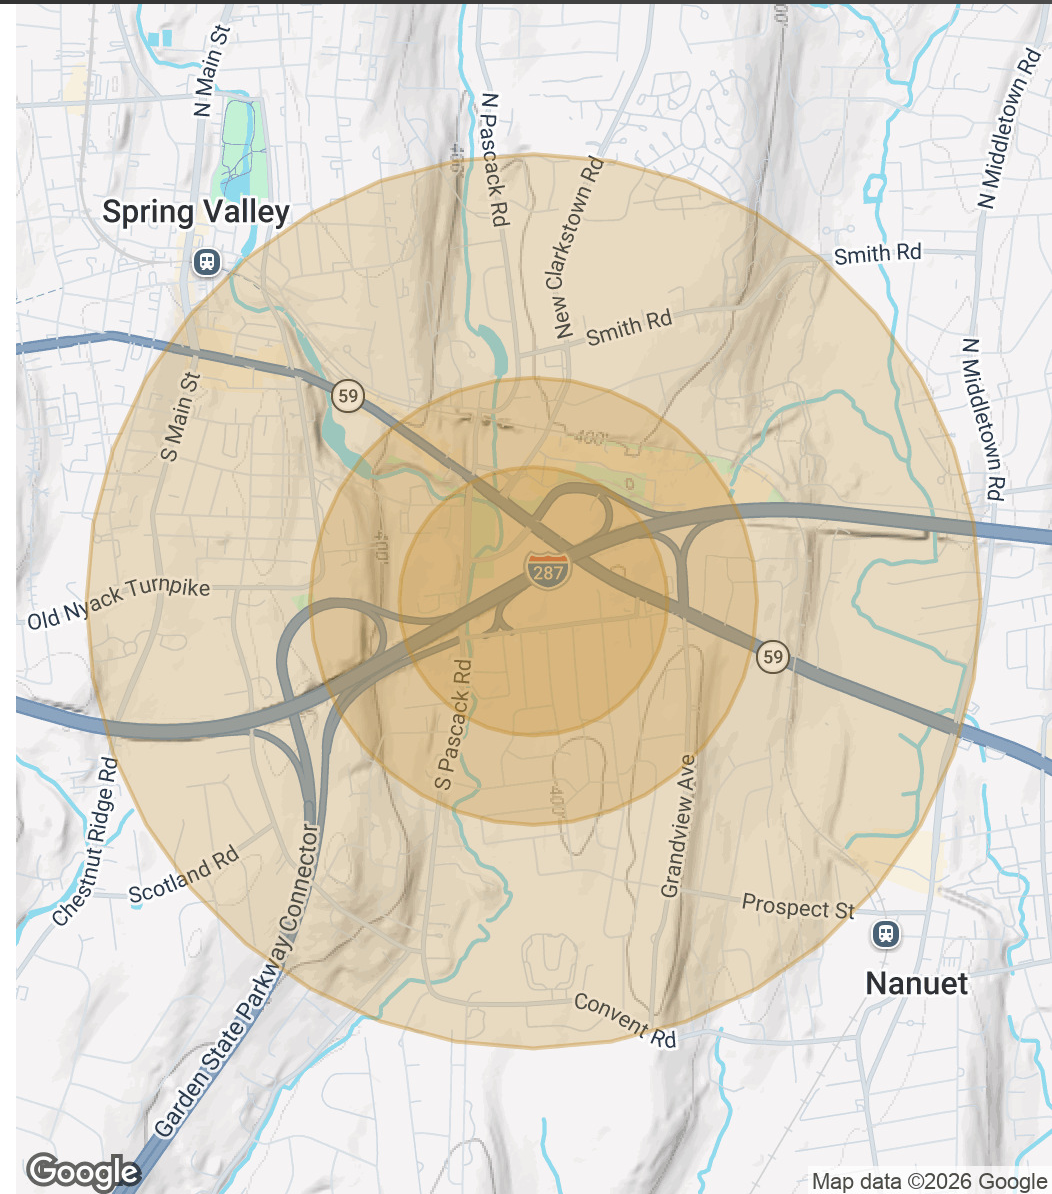 N Main St
N Pascack Rd
400'
00'
N Middletown Rd
Spring Valley
New Clarkstown Rd
Smith Rd
Smith Rd
59
S Main St
N Middletown Rd
400'
400'
287
Old Nyack Turnpike
59
S Pascack Rd
400'
Grandview Ave
Chestnut Ridge Rd
Scotland Rd
Garden State Parkway Connector
Prospect St
Nanuet
Convent Rd
Google
Map data ©2026 Google